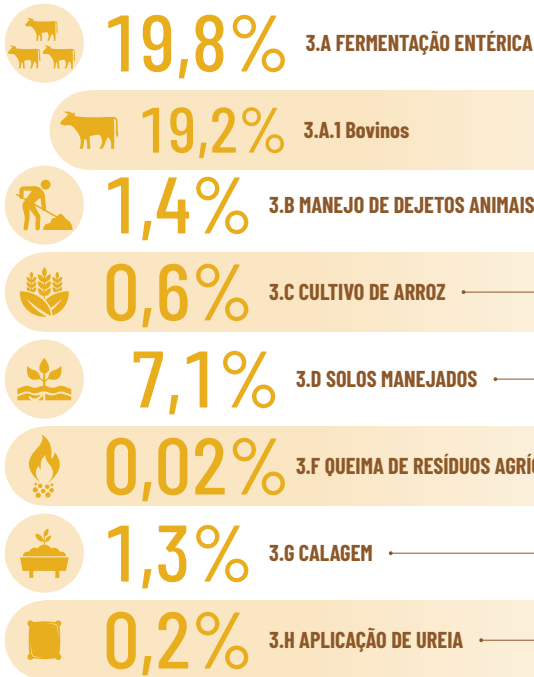 19,8% 3.A FERMENTAÇÃO ENTÉRICA
19,2% 3.A.1 Bovinos
1,4% 3.B MANEJO DE DEJETOS ANIMAIS
0,6% 3.C CULTIVO DE ARROZ
7,1% 3.D SOLOS MANEJADOS
0,02% 3.F QUEIMA DE RESÍDUOS
1,3% 3.G CALAGEM
0,2% 3.H APLICAÇÃO DE UREIA